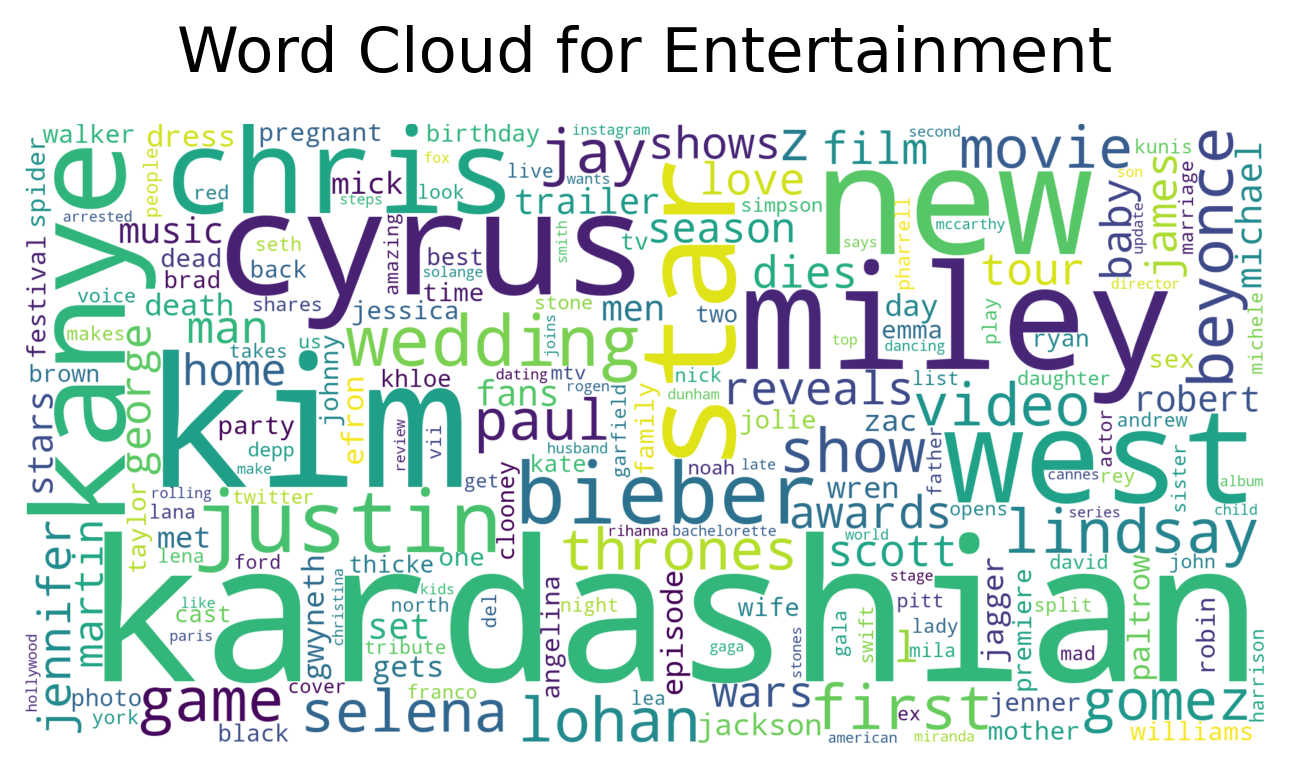 Word Cloud for Entertainment
walker
dress
pregnant
birthday
instagram
shows
z
film
second
movie
kunis
spider
kanye
people
chris
fox
live
wants
jay
star
love
new
son
beyonce
michael
red
mick
steps
look
trailer
simpson
pharrell
mccarthy
baby
update
james
marriage
arrested
music
cyrus
amazing
smith
tv
season
says
festival
seth
best
dies
tour
dead
back
solange
miley
director
brad
time
voice
death
shares
jessica
stone
men
two
day
play
makes
man
us
wedding
joins
emma
ryan
george
takes
johnny
top
dancing
sex
michele
brown
home
khloe
dating
mtv
nick
reveals
list
daughter
stars
kim
efron
fans
rogen
dunham
video
robert
party
paul
garfield
family
jolie
zac
actor
andrew
depp
review
vii
husband
show
father
west
make
clooney
kate
noah
late
cannes
rey
sister
album
rolling
twitter
get
bieber
wren
taylor
lana
justin
awards
opens
series
child
jennifer
martin
met
rihanna
bachelorette
world
lindsay
lena
ford
thicke
one
thrones
scott
david
john
kardashian
gwyneth
christina
kids
angelina
night
episode
wife
stage
jagger
premiere
paltrow
like
cast
north
del
gala
swift
pitt
split
robin
paris
set
stones
lady
l
tribute
gaga
mila
mad
harrison
hollywood
gets
photo
game
cover
franco
lea
wars
first
jenner
gomez
york
selena
lohan
jackson
ex
mother
williams
black
american
miranda